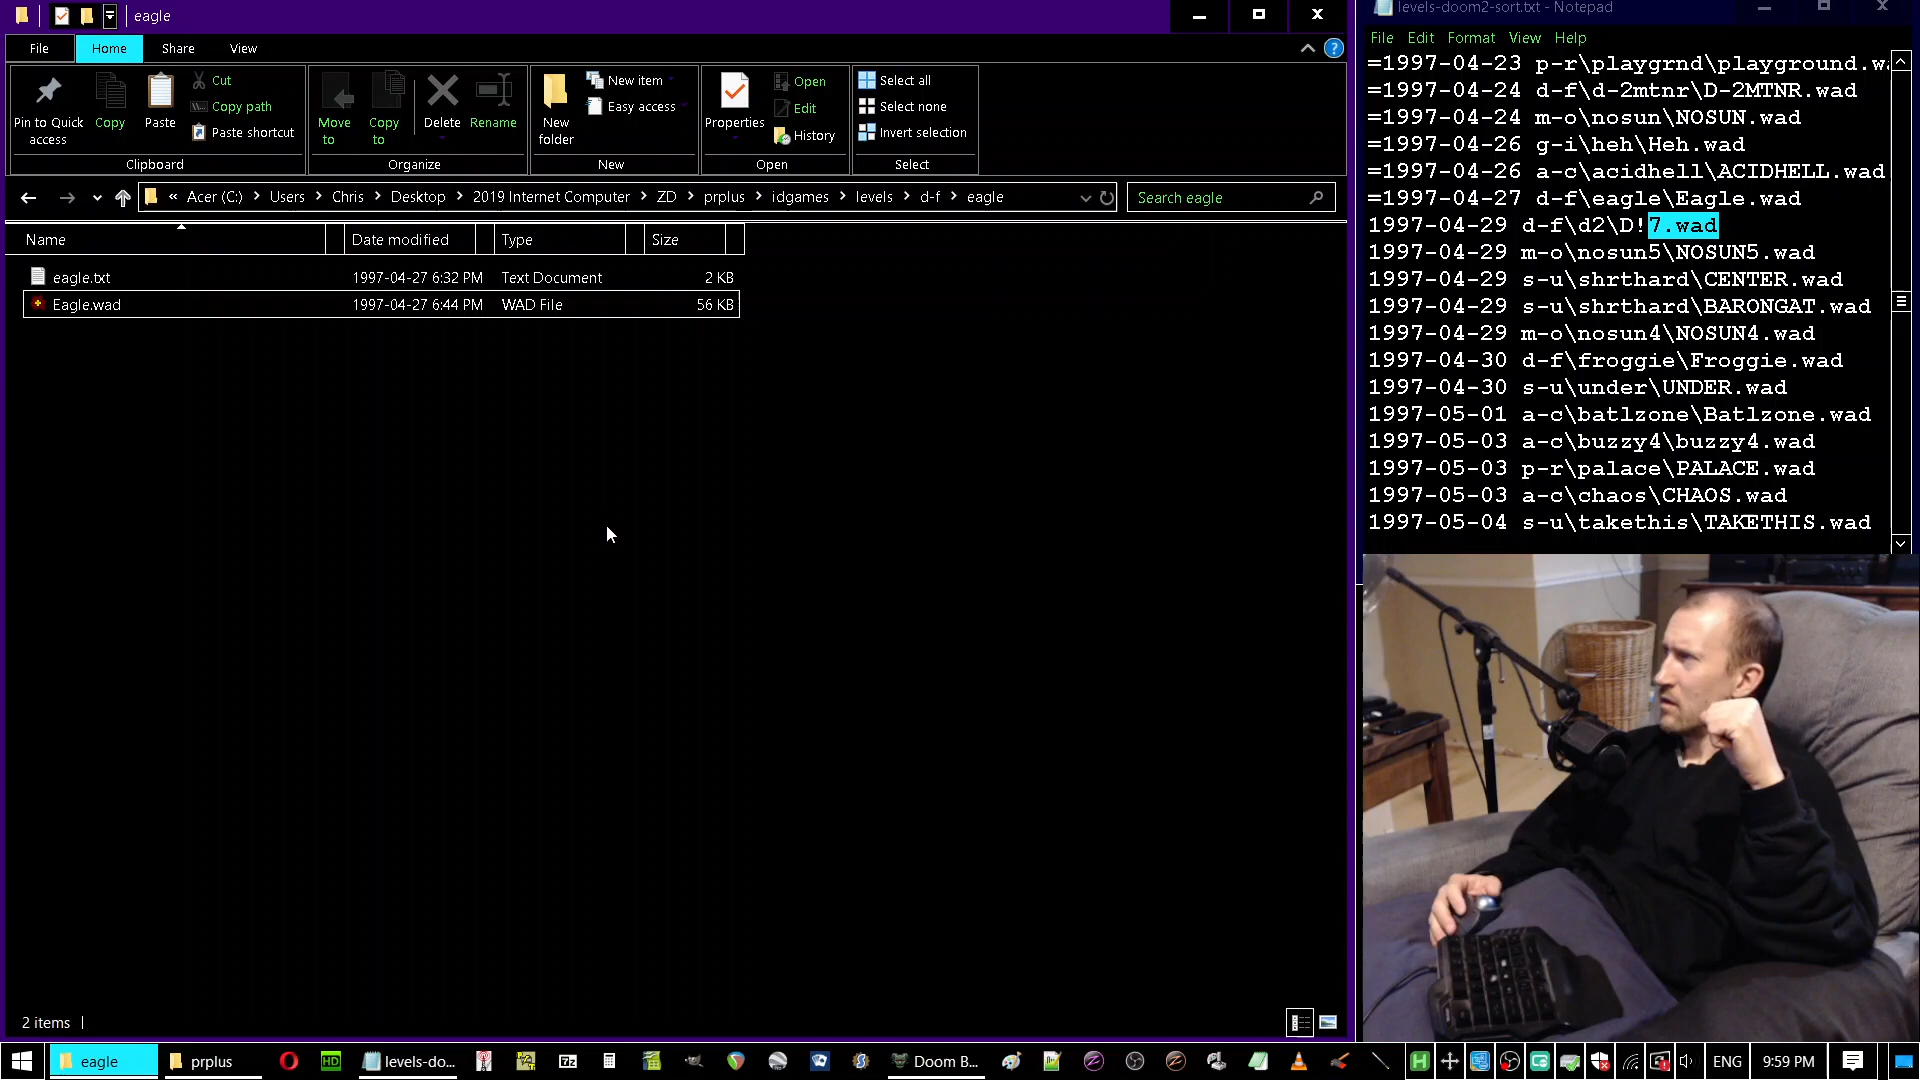 eagle
File Home Share View
Pin to Quick access
Copy
Paste
Cut
Copy path
Paste shortcut
Clipboard
Move to
Copy to
Delete
Rename
Organize
New folder
New item
Easy access
New
Properties
Open
Edit
History
Open
Select all
Select none
Invert selection
Select
« Acer (C:) > Users > Chris > Desktop > 2019 Internet Computer > ZD > prplus > idgames > levels > d-f > eagle
Search eagle
Name Date modified Type Size
eagle.txt 1997-04-27 6:32 PM Text Document 2 KB
Eagle.wad 1997-04-27 6:44 PM WAD File 56 KB
2 items
levels-doom2-sort.txt - Notepad
File Edit Format View Help
=1997-04-23 p-r\playgrnd\playground.wa
=1997-04-24 d-f\d-2mtnr\D-2MTNR.wad
=1997-04-24 m-o\nosun\NOSUN.wad
=1997-04-26 g-i\heh\Heh.wad
=1997-04-26 a-c\acidhell\ACIDHELL.wad
=1997-04-27 d-f\eagle\Eagle.wad
1997-04-29 d-f\d2\D!7.wad
1997-04-29 m-o\nosun5\NOSUN5.wad
1997-04-29 s-u\shrthard\CENTER.wad
1997-04-29 s-u\shrthard\BARONGAT.wad
1997-04-29 m-o\nosun4\NOSUN4.wad
1997-04-30 d-f\froggie\Froggie.wad
1997-04-30 s-u\under\UNDER.wad
1997-05-01 a-c\batlzone\Batlzone.wad
1997-05-03 a-c\buzzy4\buzzy4.wad
1997-05-03 p-r\palace\PALACE.wad
1997-05-03 a-c\chaos\CHAOS.wad
1997-05-04 s-u\takethis\TAKETHIS.wad
eagle
prplus
HD
levels-do...
7z
Doom B...
ENG
9:59 PM